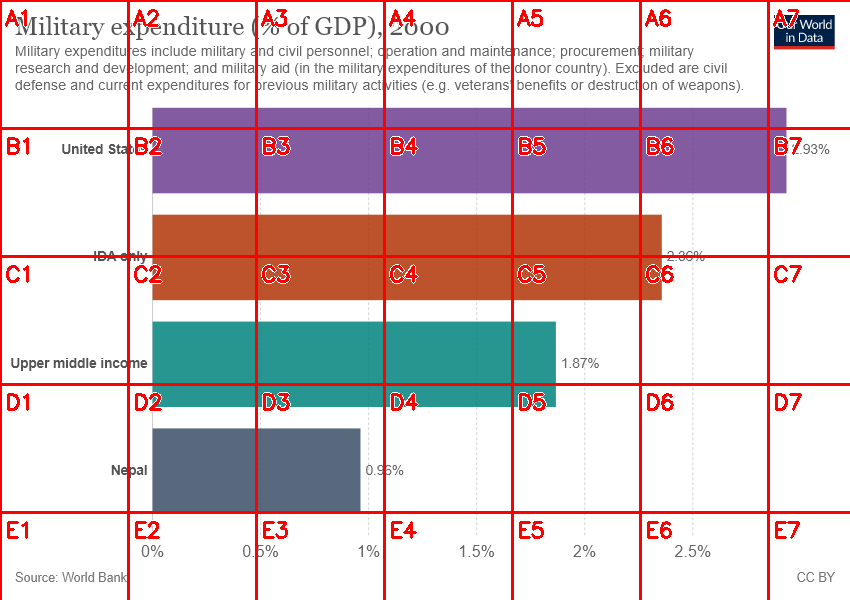 Military expenditure (% of GDP), 2000
Our World
in Data
Military expenditures include military and civil personnel; operation and maintenance; procurement; military
research and development; and military aid (in the military expenditures of the donor country). Excluded are civil
defense and current expenditures for previous military activities (e.g. veterans' benefits or destruction of weapons).
United States 2.93%
IDA only 2.36%
Upper middle income 1.87%
Nepal 0.96%
0% 0.5% 1% 1.5% 2% 2.5%
Source: World Bank CC BY
A1 A2 A3 A4 A5 A6 A7
B1 B2 B3 B4 B5 B6 B7
C1 C2 C3 C4 C5 C6 C7
D1 D2 D3 D4 D5 D6 D7
E1 E2 E3 E4 E5 E6 E7